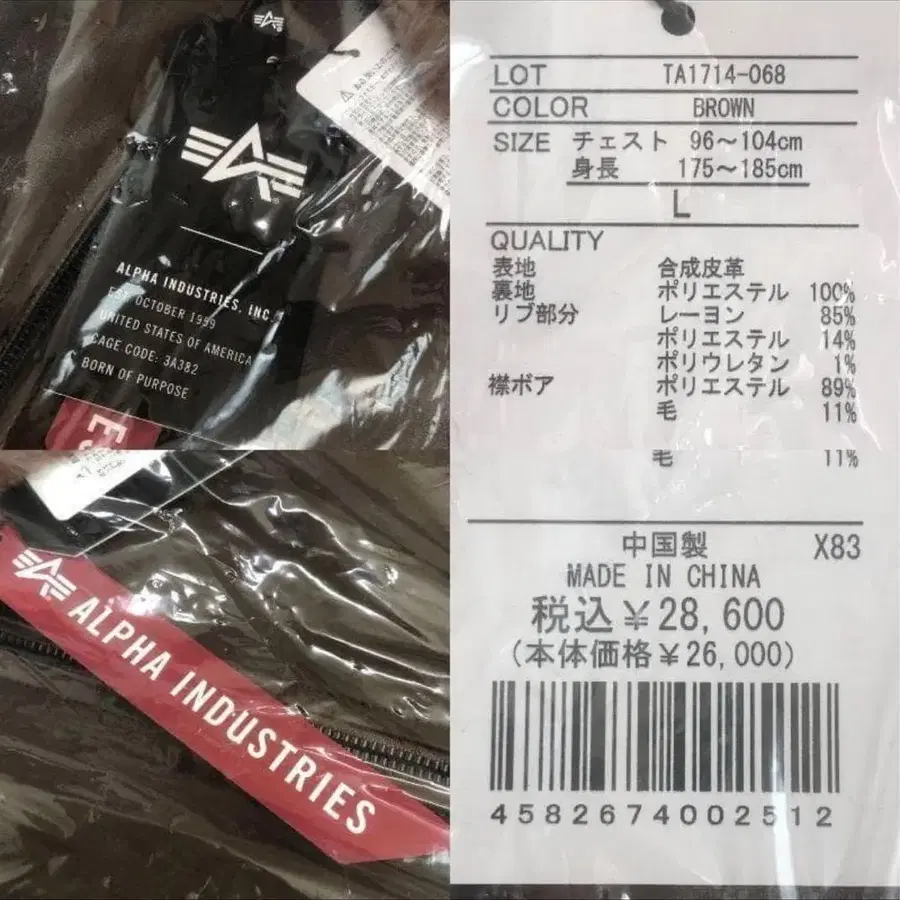 ALPHA INDUSTRIES, INC.
EST. OCTOBER 1959
UNITED STATES OF AMERICA
CAGE CODE: 3A382
BORN OF PURPOSE
ALPHA INDUSTRIES
LOT TA1714-068
COLOR BROWN
SIZE チェスト 96～104cm
身長 175～185cm
L
QUALITY
表地 合成皮革
裏地 ポリエステル 100%
リブ部分 レーヨン 85%
ポリエステル 14%
ポリウレタン 1%
襟ボア ポリエステル 89%
毛 11%
毛 11%
中国製 X83
MADE IN CHINA
税込￥28,600
(本体価格￥26,000)
4582674002512